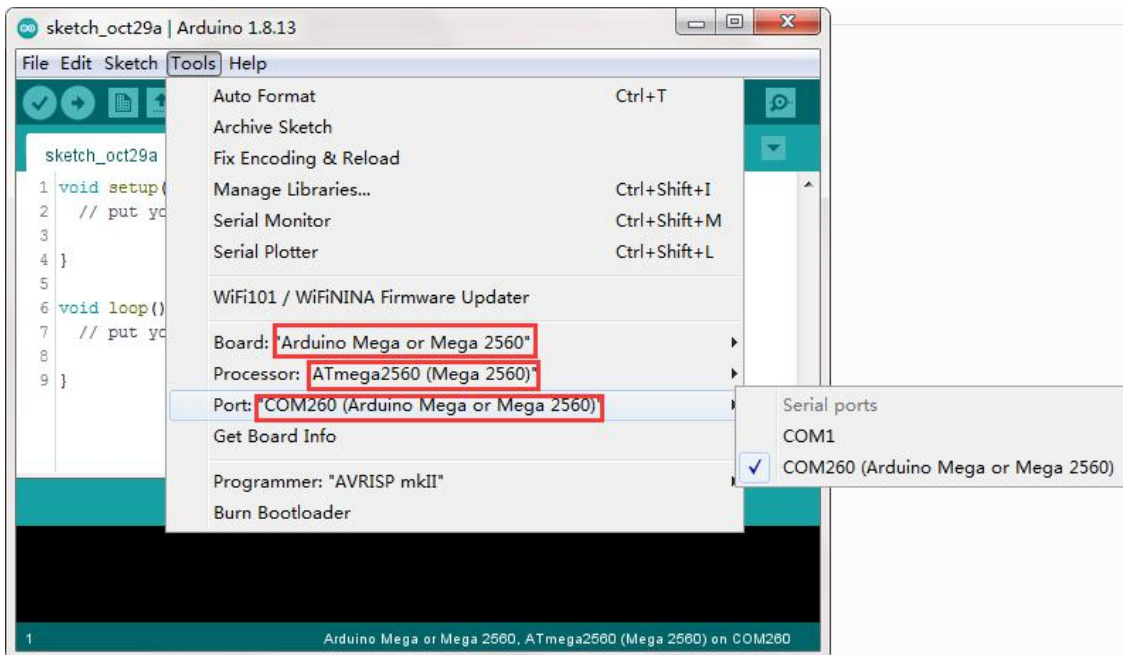 sketch_oct29a | Arduino 1.8.13
File Edit Sketch Tools Help
sketch_oct29a
1 void setup(
2 // put yo
3
4 }
5
6 void loop()
7 // put yo
8
9 }
Auto Format Ctrl+T
Archive Sketch
Fix Encoding & Reload
Manage Libraries... Ctrl+Shift+I
Serial Monitor Ctrl+Shift+M
Serial Plotter Ctrl+Shift+L
WiFi101 / WiFiNINA Firmware Updater
Board: "Arduino Mega or Mega 2560"
Processor: "ATmega2560 (Mega 2560)"
Port: "COM260 (Arduino Mega or Mega 2560)"
Get Board Info
Programmer: "AVRISP mkII"
Burn Bootloader
Serial ports
COM1
COM260 (Arduino Mega or Mega 2560)
1 Arduino Mega or Mega 2560, ATmega2560 (Mega 2560) on COM260